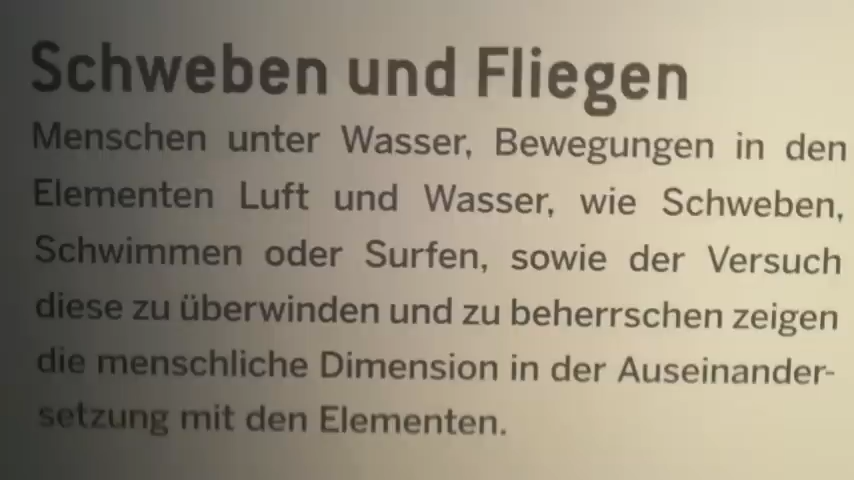 Schweben und Fliegen
Menschen unter Wasser, Bewegungen in den
Elementen Luft und Wasser, wie Schweben,
Schwimmen oder Surfen, sowie der Versuch
diese zu überwinden und zu beherrschen zeigen
die menschliche Dimension in der Auseinander-
setzung mit den Elementen.